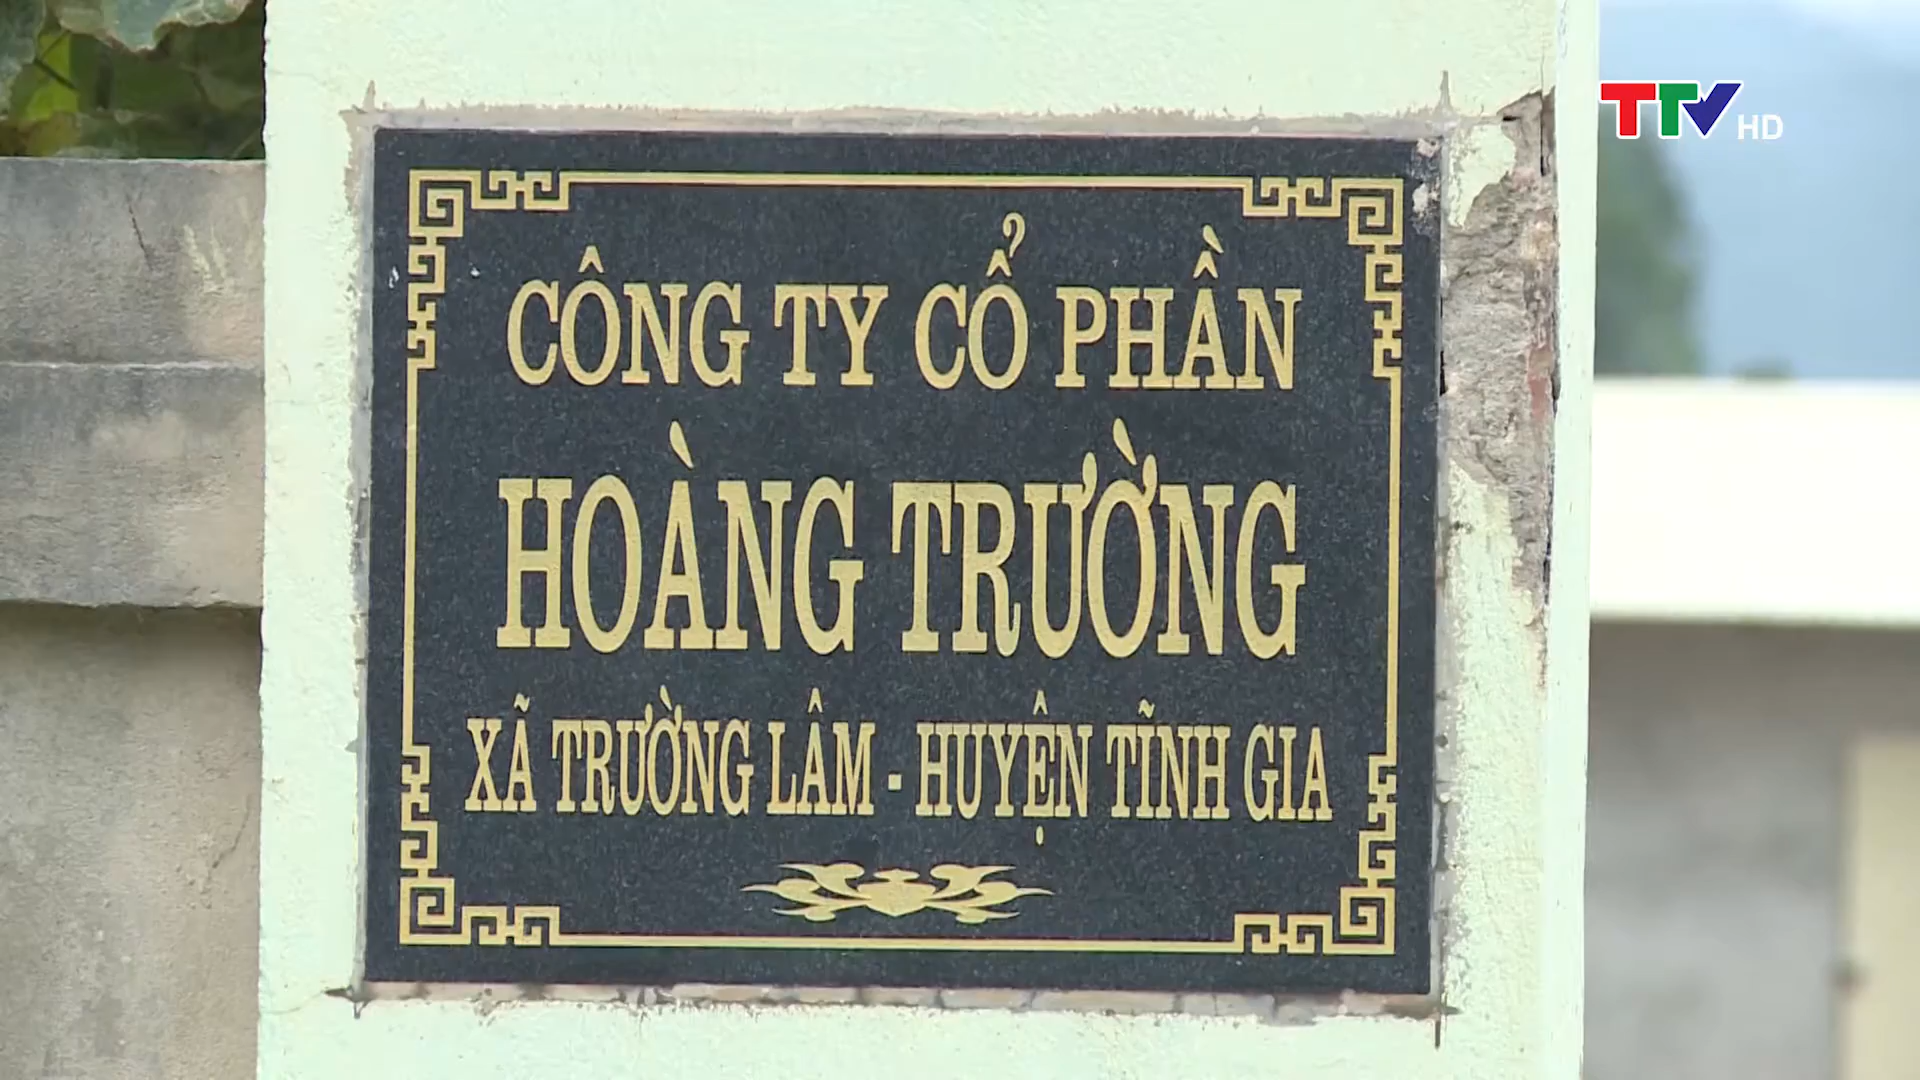 TTV HD
CÔNG TY CỔ PHẦN
HOÀNG TRƯỜNG
XÃ TRƯỜNG LÂM - HUYỆN TĨNH GIA